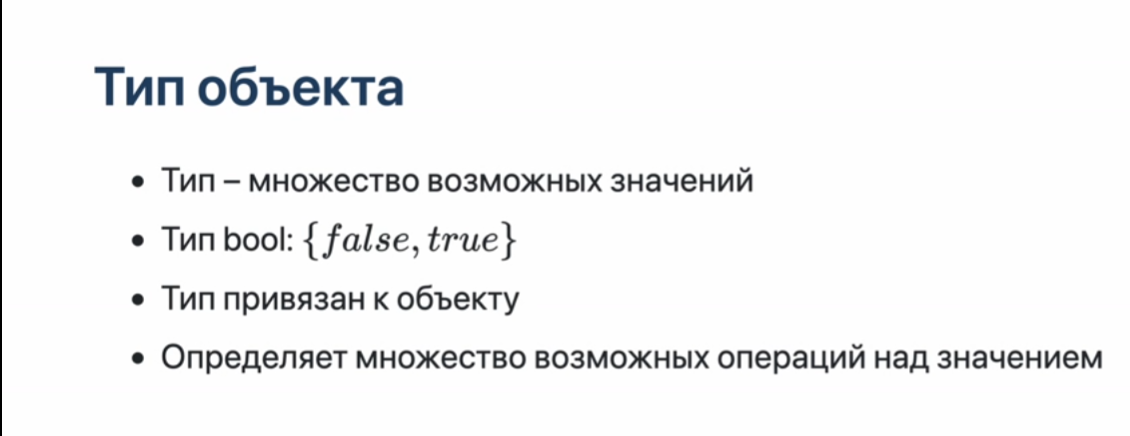 Тип объекта
• Тип – множество возможных значений
• Тип bool: {false, true}
• Тип привязан к объекту
• Определяет множество возможных операций над значением